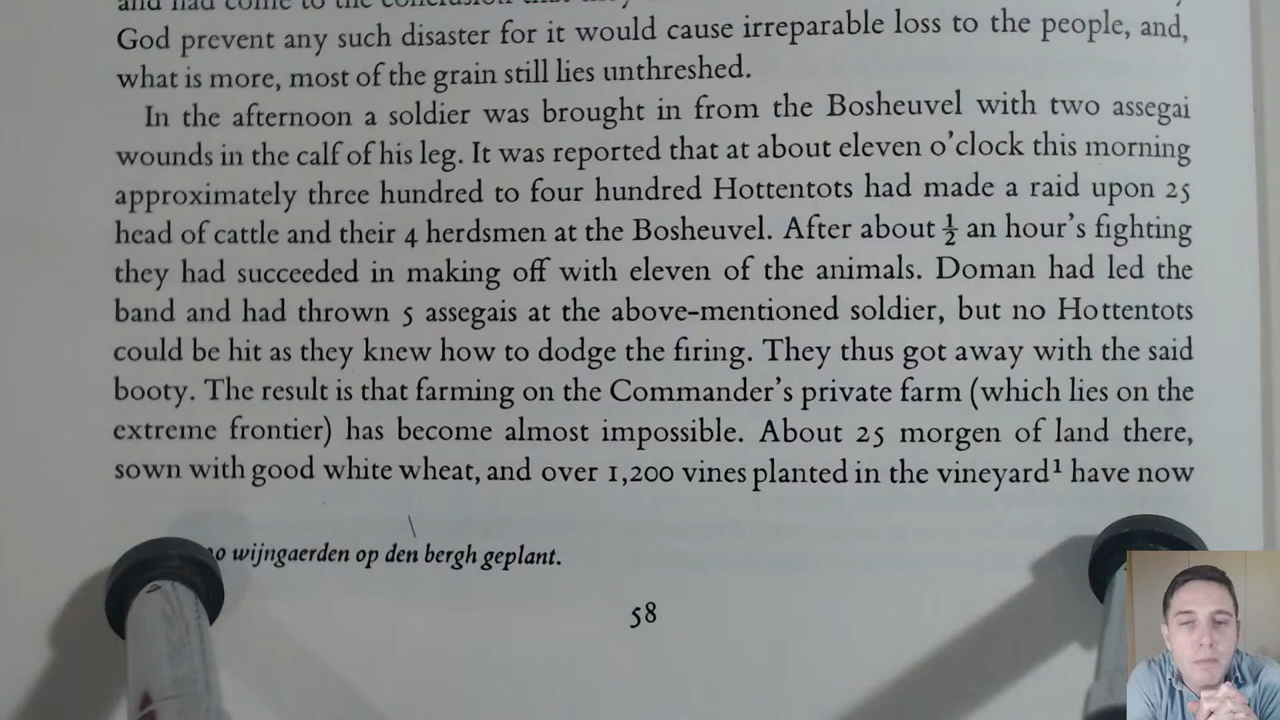 and had come to the conclusion that they
God prevent any such disaster for it would cause irreparable loss to the people, and,
what is more, most of the grain still lies unthreshed.
In the afternoon a soldier was brought in from the Bosheuvel with two assegai
wounds in the calf of his leg. It was reported that at about eleven o'clock this morning
approximately three hundred to four hundred Hottentots had made a raid upon 25
head of cattle and their 4 herdsmen at the Bosheuvel. After about ½ an hour's fighting
they had succeeded in making off with eleven of the animals. Doman had led the
band and had thrown 5 assegais at the above-mentioned soldier, but no Hottentots
could be hit as they knew how to dodge the firing. They thus got away with the said
booty. The result is that farming on the Commander's private farm (which lies on the
extreme frontier) has become almost impossible. About 25 morgen of land there,
sown with good white wheat, and over 1,200 vines planted in the vineyard¹ have now
wijngaerden op den bergh geplant.
58